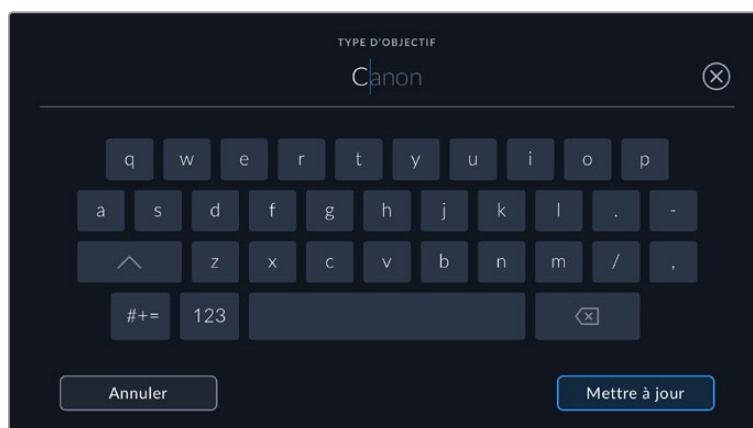 TYPE D'OBJECTIF
Canon
q w e r t y u i o p
a s d f g h j k l . -
z x c v b n m / ,
#+= 123
Annuler Mettre à jour